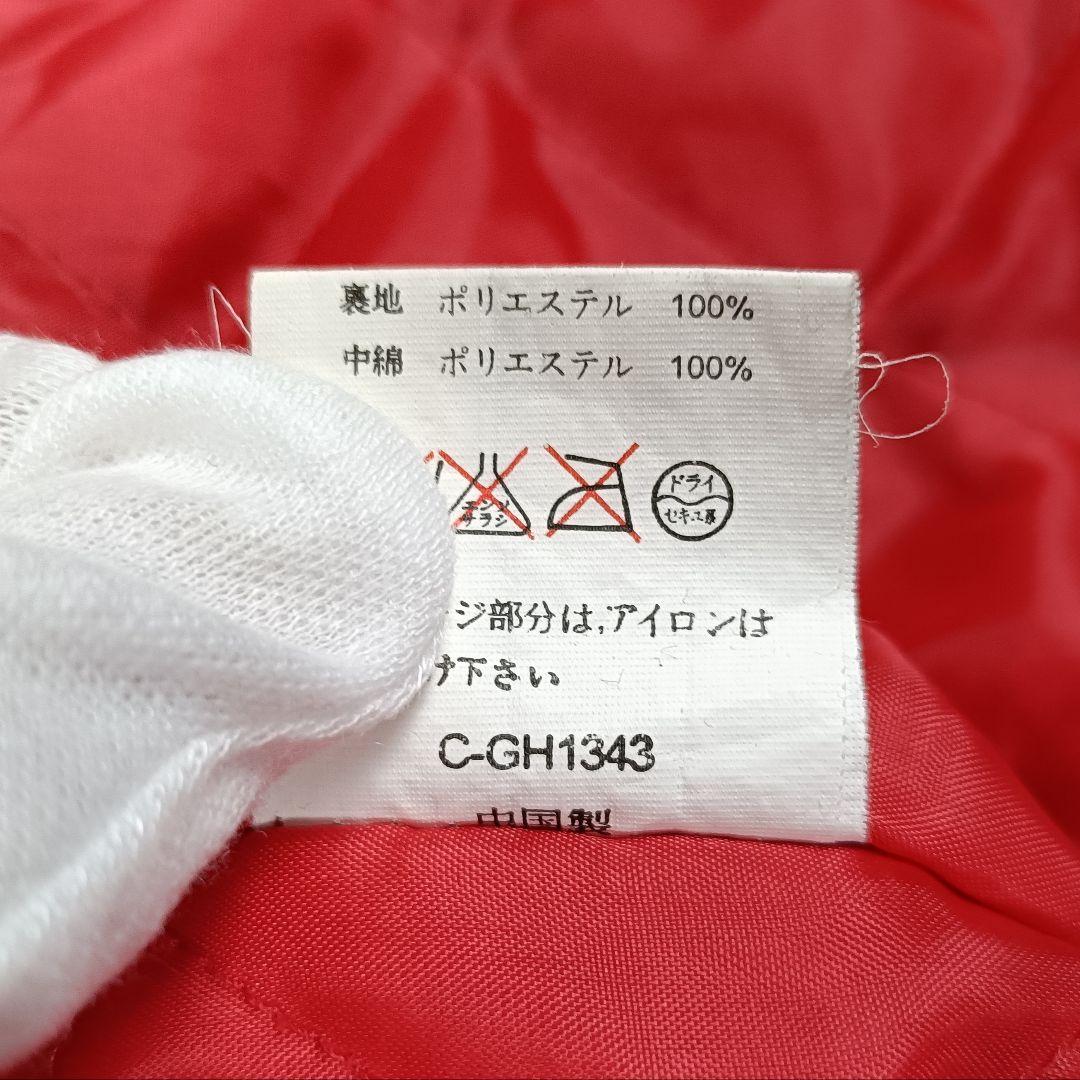 裏地 ポリエステル 100%
中綿 ポリエステル 100%
エンソ
サラシ
ドライ
セキユ系
ジ部分は,アイロンは
下さい
C-GH1343
中国製